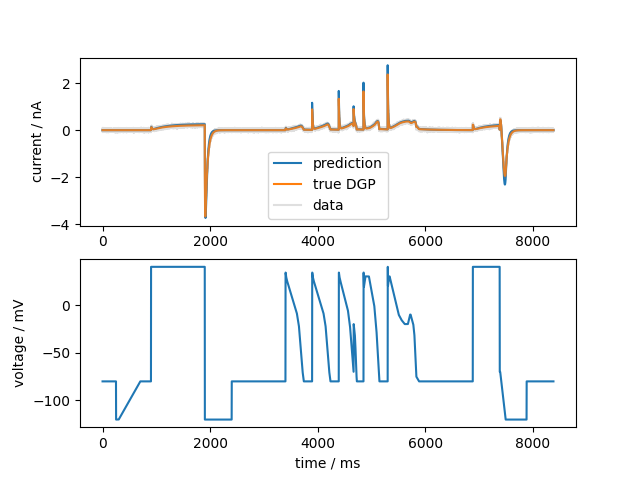 2
0
−2
−4
current / nA
prediction
true DGP
data
0
2000
4000
6000
8000
0
−50
−100
voltage / mV
0
2000
4000
6000
8000
time / ms